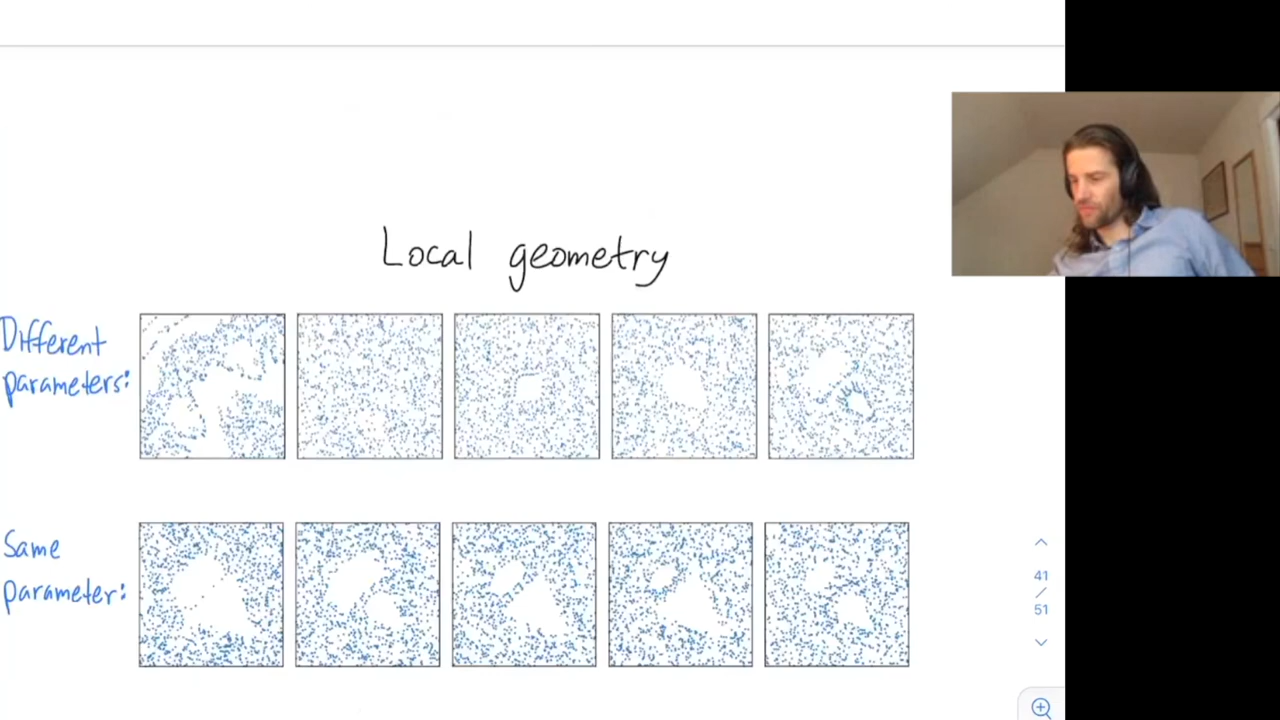 Local geometry
Different
parameters:
Same
parameter:
41
/
51